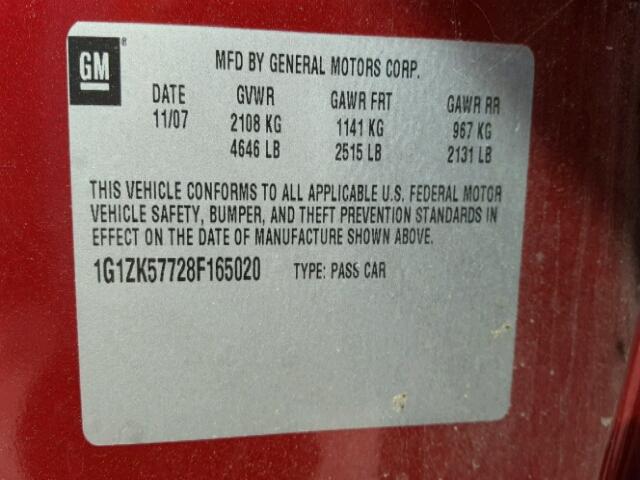 GM
MFD BY GENERAL MOTORS CORP.
DATE GVWR GAWR FRT GAWR RR
11/07 2108 KG 1141 KG 967 KG
4646 LB 2515 LB 2131 LB
THIS VEHICLE CONFORMS TO ALL APPLICABLE U.S. FEDERAL MOTOR
VEHICLE SAFETY, BUMPER, AND THEFT PREVENTION STANDARDS IN
EFFECT ON THE DATE OF MANUFACTURE SHOWN ABOVE.
1G1ZK57728F165020 TYPE: PASS CAR